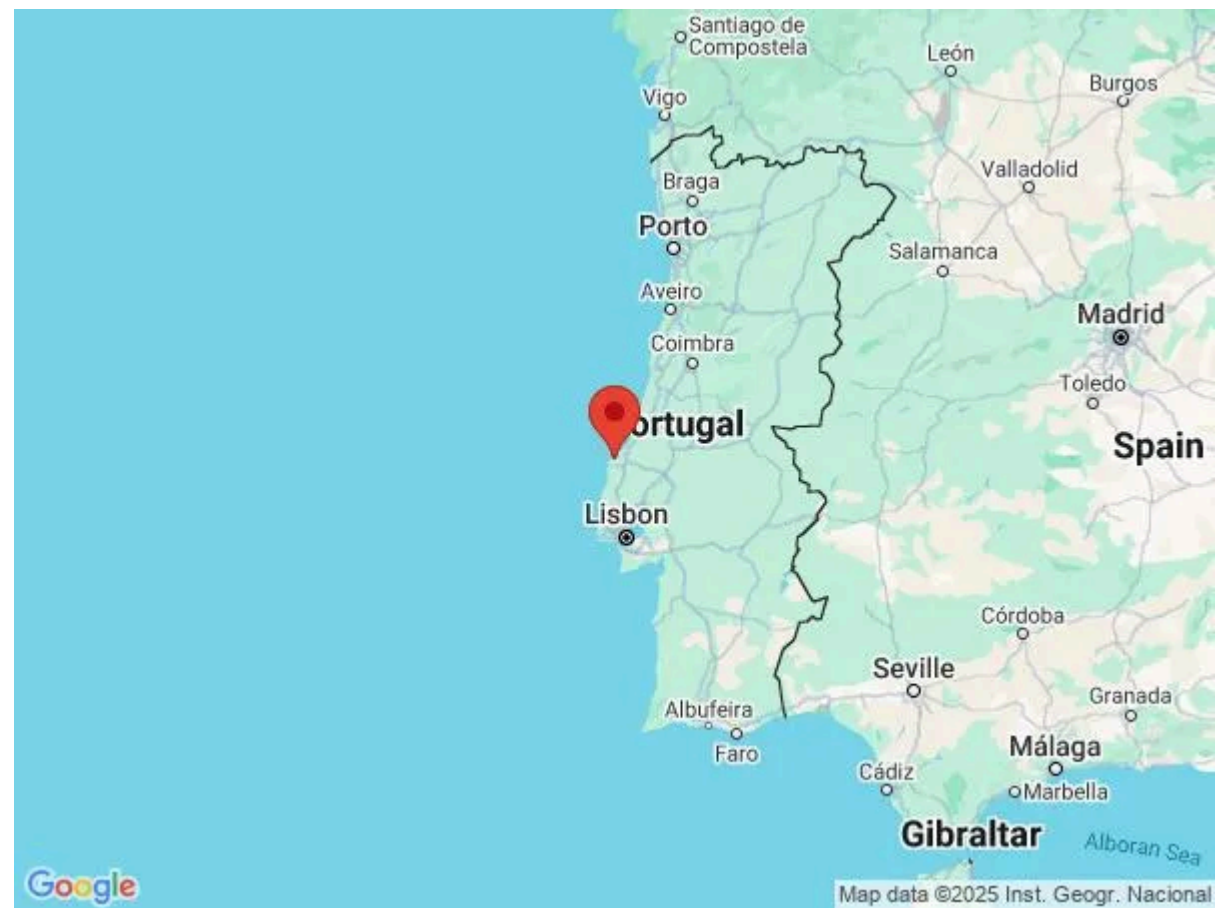 Santiago de
Compostela
León
Burgos
Vigo
Valladolid
Braga
Porto
Salamanca
Aveiro
Madrid
Coimbra
Toledo
ortugal
Spain
Lisbon
Córdoba
Seville
Granada
Albufeira
Málaga
Faro
Cádiz
Marbella
Gibraltar
Alboran Sea
Google
Map data ©2025 Inst. Geogr. Nacional